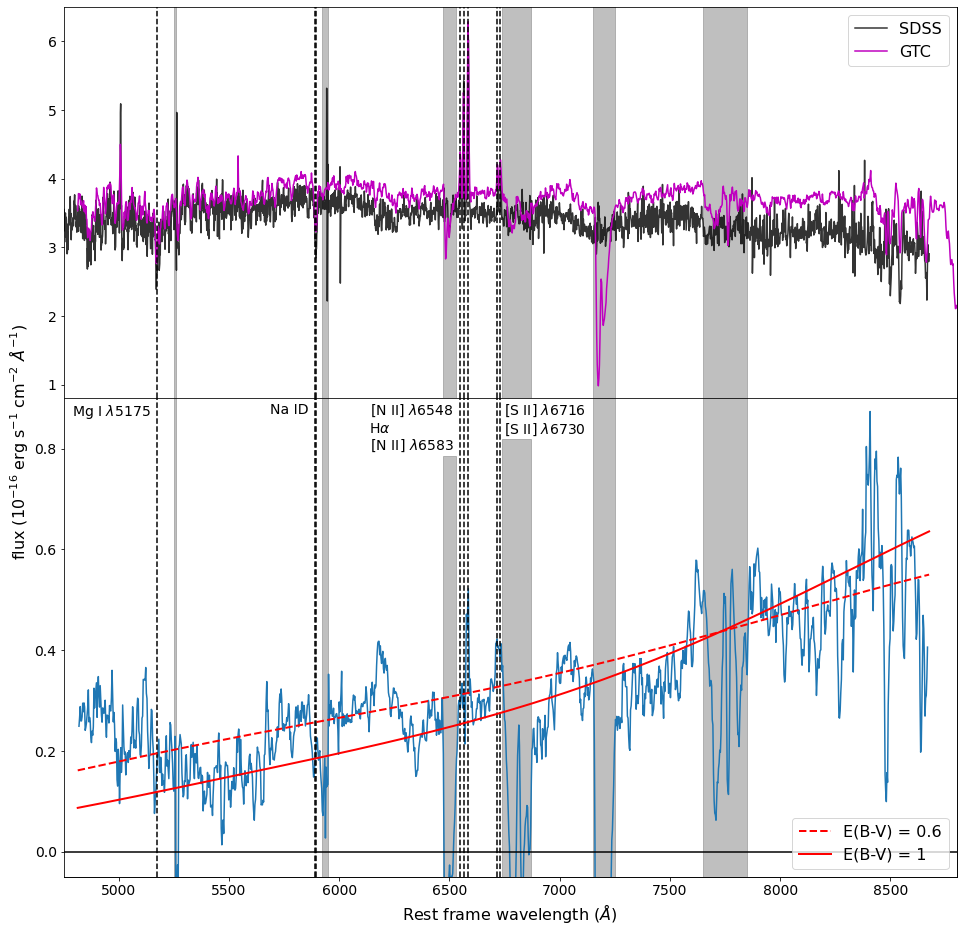 SDSS
GTC
6
5
4
3
2
1
flux (10⁻¹⁶ erg s⁻¹ cm⁻² Å⁻¹)
Mg I λ5175
Na ID
[N II] λ6548
Hα
[N II] λ6583
[S II] λ6716
[S II] λ6730
0.8
0.6
0.4
0.2
0.0
E(B-V) = 0.6
E(B-V) = 1
5000 5500 6000 6500 7000 7500 8000 8500
Rest frame wavelength (Å)